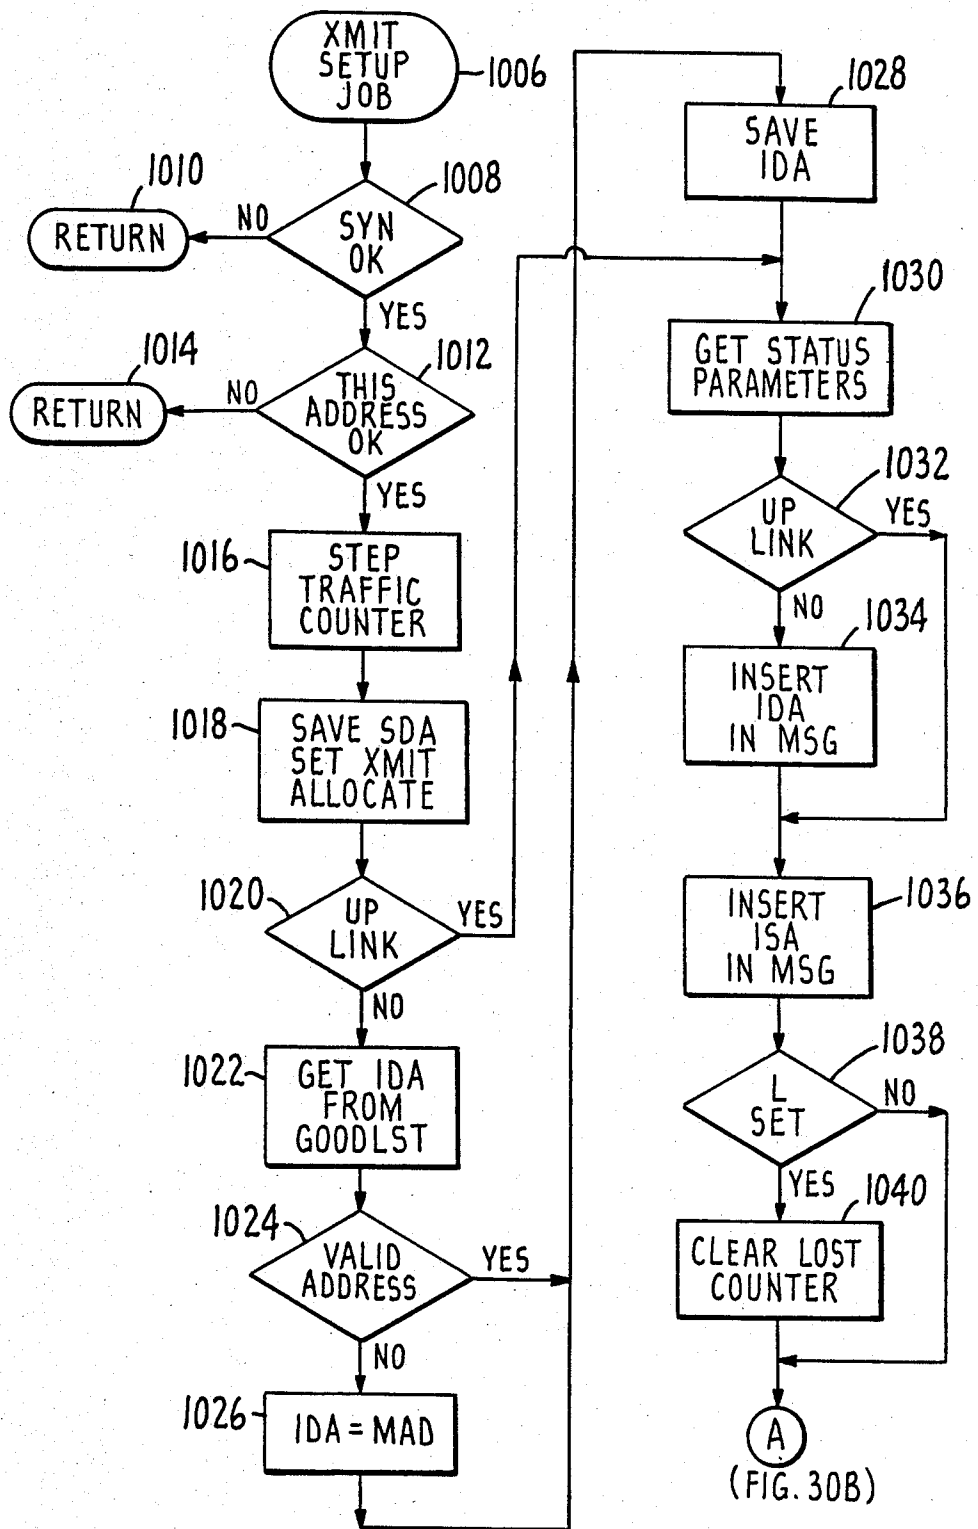 XMIT
SETUP
JOB
1006
1010
RETURN
NO
1008
SYN
OK
YES
1014
RETURN
NO
1012
THIS
ADDRESS
OK
YES
1016
STEP
TRAFFIC
COUNTER
1018
SAVE SDA
SET XMIT
ALLOCATE
1020
UP
LINK
YES
NO
1022
GET IDA
FROM
GOODLST
1024
VALID
ADDRESS
YES
NO
1026
IDA = MAD
1028
SAVE
IDA
1030
GET STATUS
PARAMETERS
1032
UP
LINK
YES
NO
1034
INSERT
IDA
IN MSG
1036
INSERT
ISA
IN MSG
1038
L
SET
NO
YES
1040
CLEAR LOST
COUNTER
A
(FIG. 30B)